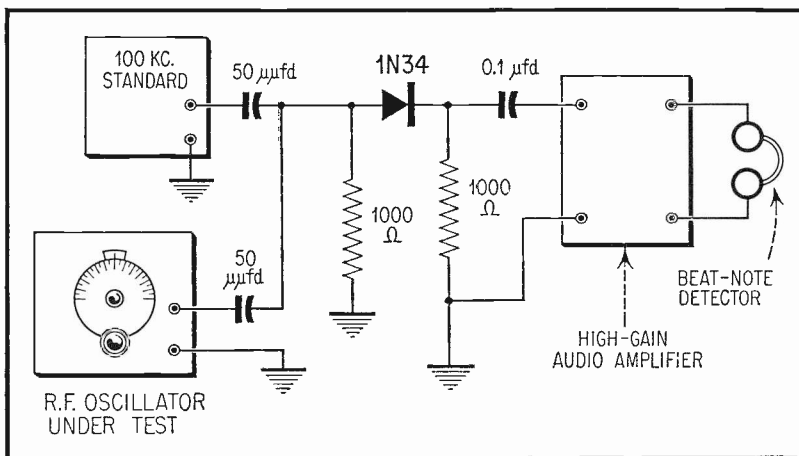 100 KC.
STANDARD
50 μμfd
1N34
0.1 μfd
1000
Ω
1000
Ω
50
μμfd
BEAT-NOTE
DETECTOR
HIGH-GAIN
AUDIO AMPLIFIER
R.F. OSCILLATOR
UNDER TEST